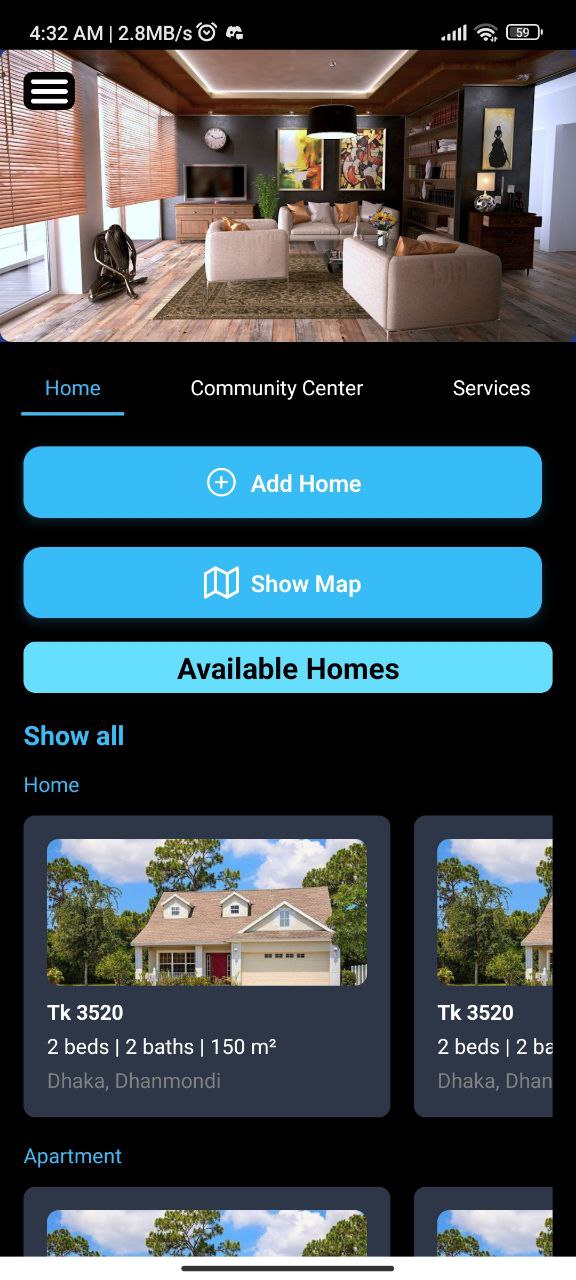 4:32 AM | 2.8MB/s
59
Home
Community Center
Services
Add Home
Show Map
Available Homes
Show all
Home
Tk 3520
2 beds | 2 baths | 150 m²
Dhaka, Dhanmondi
Tk 3520
2 beds | 2 ba
Dhaka, Dhan
Apartment